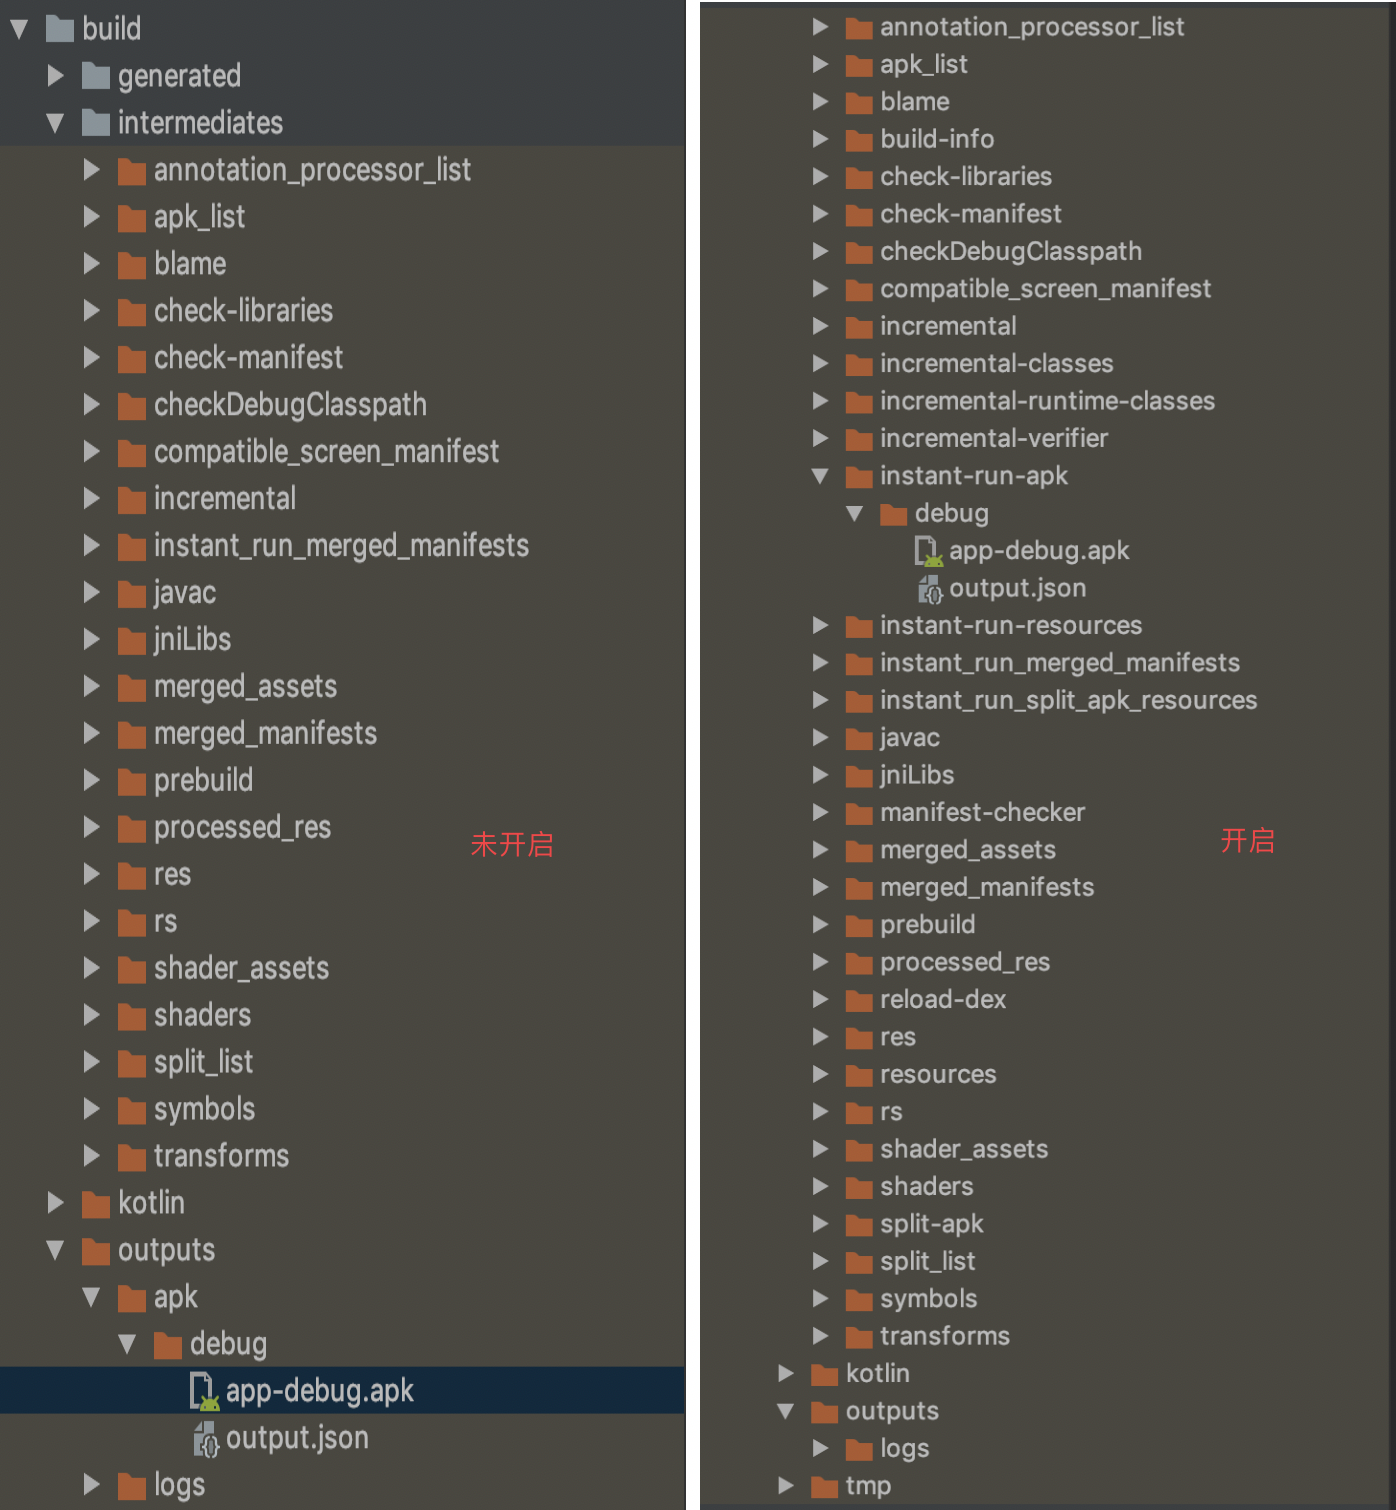 build
generated
intermediates
annotation_processor_list
apk_list
blame
check-libraries
check-manifest
checkDebugClasspath
compatible_screen_manifest
incremental
instant_run_merged_manifests
javac
jniLibs
merged_assets
merged_manifests
prebuild
processed_res
未开启
res
rs
shader_assets
shaders
split_list
symbols
transforms
kotlin
outputs
apk
debug
app-debug.apk
output.json
logs
annotation_processor_list
apk_list
blame
build-info
check-libraries
check-manifest
checkDebugClasspath
compatible_screen_manifest
incremental
incremental-classes
incremental-runtime-classes
incremental-verifier
instant-run-apk
debug
app-debug.apk
output.json
instant-run-resources
instant_run_merged_manifests
instant_run_split_apk_resources
javac
jniLibs
manifest-checker
开启
merged_assets
merged_manifests
prebuild
processed_res
reload-dex
res
resources
rs
shader_assets
shaders
split-apk
split_list
symbols
transforms
kotlin
outputs
logs
tmp